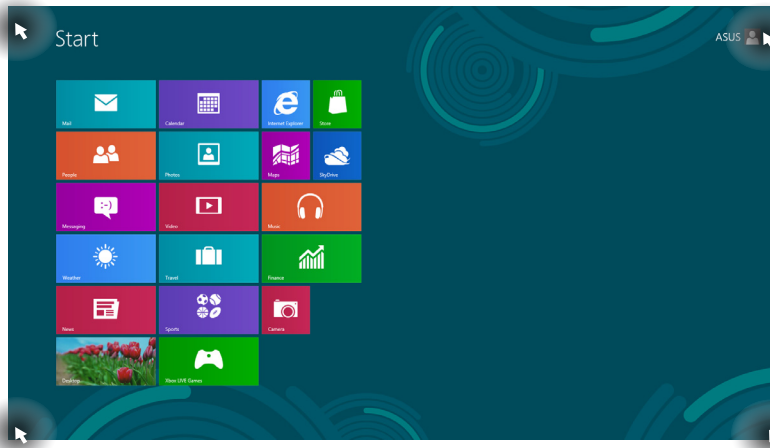 Start
ASUS
Mail
Calendar
Internet Explorer
Store
People
Photos
Maps
SkyDrive
Messaging
:-)
Video
Music
Weather
Travel
Finance
News
Sports
Camera
Desktop
Xbox LIVE Games